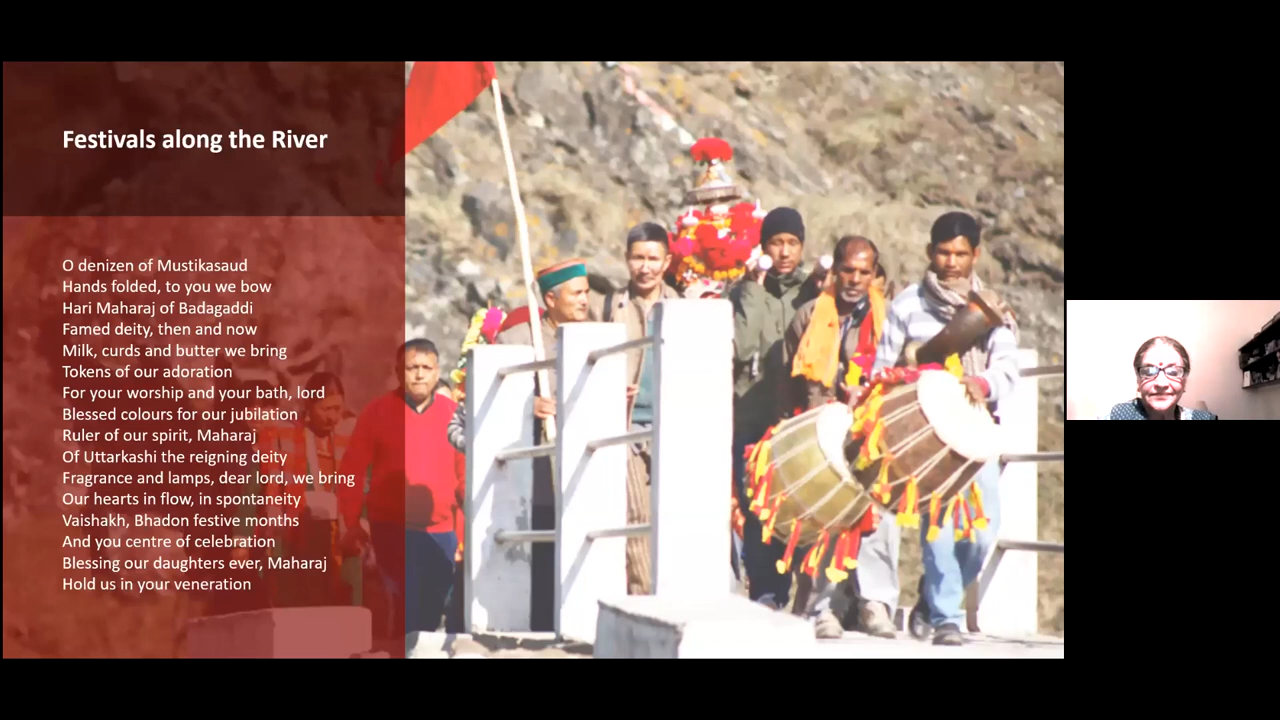 Festivals along the River
O denizen of Mustikasaud
Hands folded, to you we bow
Hari Maharaj of Badagaddi
Famed deity, then and now
Milk, curds and butter we bring
Tokens of our adoration
For your worship and your bath, lord
Blessed colours for our jubilation
Ruler of our spirit, Maharaj
Of Uttarkashi the reigning deity
Fragrance and lamps, dear lord, we bring
Our hearts in flow, in spontaneity
Vaishakh, Bhadon festive months
And you centre of celebration
Blessing our daughters ever, Maharaj
Hold us in your veneration